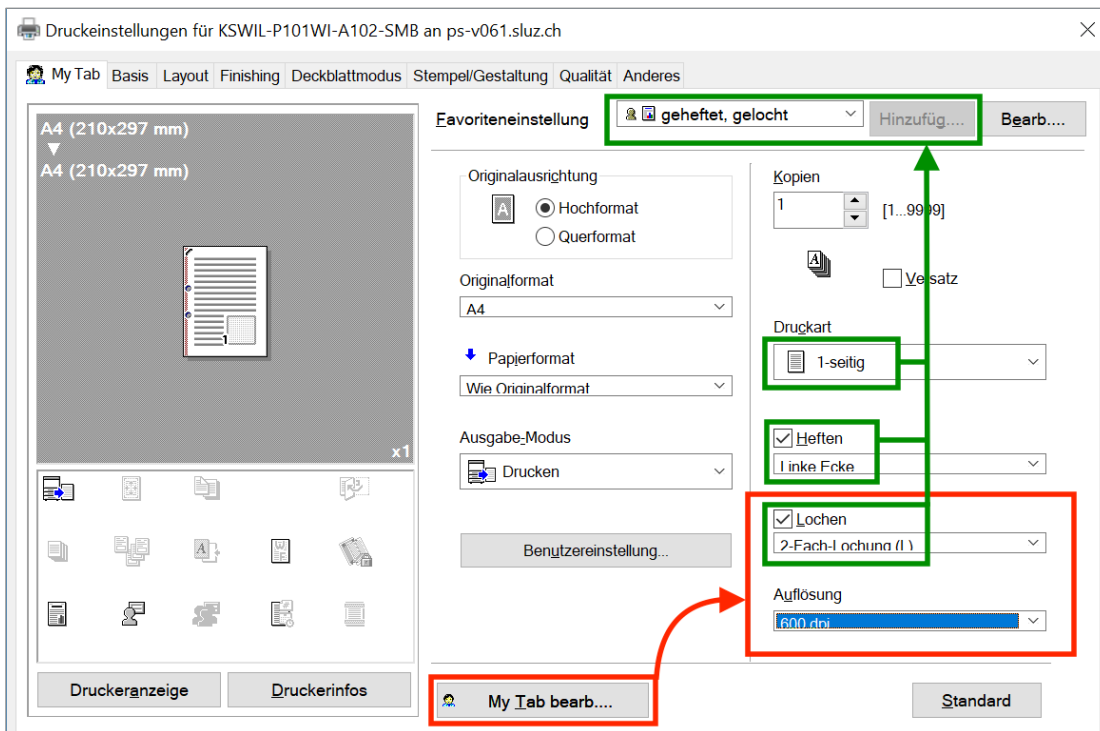 Druckeinstellungen für KSWIL-P101WI-A102-SMB an ps-v061.sluz.ch
My Tab Basis Layout Finishing Deckblattmodus Stempel/Gestaltung Qualität Anderes
A4 (210x297 mm)
A4 (210x297 mm)
1
x1
Druckeranzeige Druckerinfos
Favoriteneinstellung geheftet, gelocht Hinzufüg.... Bearb....
Originalausrichtung
A Hochformat
Querformat
Originalformat
A4
Papierformat
Wie Originalformat
Ausgabe-Modus
Drucken
Benutzereinstellung...
My Tab bearb....
Kopien
1 [1...9999]
Versatz
Druckart
1-seitig
Heften
Linke Ecke
Lochen
2-Fach-Lochung (L)
Auflösung
600 dpi
Standard